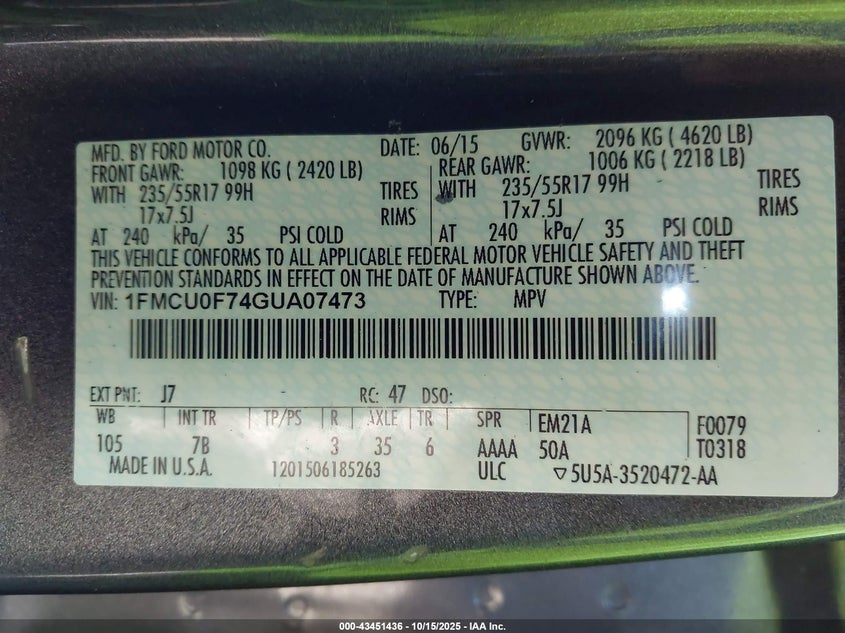 MFD. BY FORD MOTOR CO. DATE: 06/15 GVWR: 2096 KG ( 4620 LB)
FRONT GAWR: 1098 KG ( 2420 LB) REAR GAWR: 1006 KG ( 2218 LB)
WITH 235/55R17 99H TIRES WITH 235/55R17 99H TIRES
17x7.5J RIMS 17x7.5J RIMS
AT 240 kPa/ 35 PSI COLD AT 240 kPa/ 35 PSI COLD
THIS VEHICLE CONFORMS TO ALL APPLICABLE FEDERAL MOTOR VEHICLE SAFETY AND THEFT
PREVENTION STANDARDS IN EFFECT ON THE DATE OF MANUFACTURE SHOWN ABOVE.
VIN: 1FMCU0F74GUA07473 TYPE: MPV
EXT PNT: J7 RC: 47 DSO:
WB INT TR TP/PS R AXLE TR SPR EM21A F0079
105 7B 3 35 6 AAAA 50A T0318
MADE IN U.S.A. 1201506185263 ULC ▽5U5A-3520472-AA
000-43451436 - 10/15/2025 - IAA Inc.